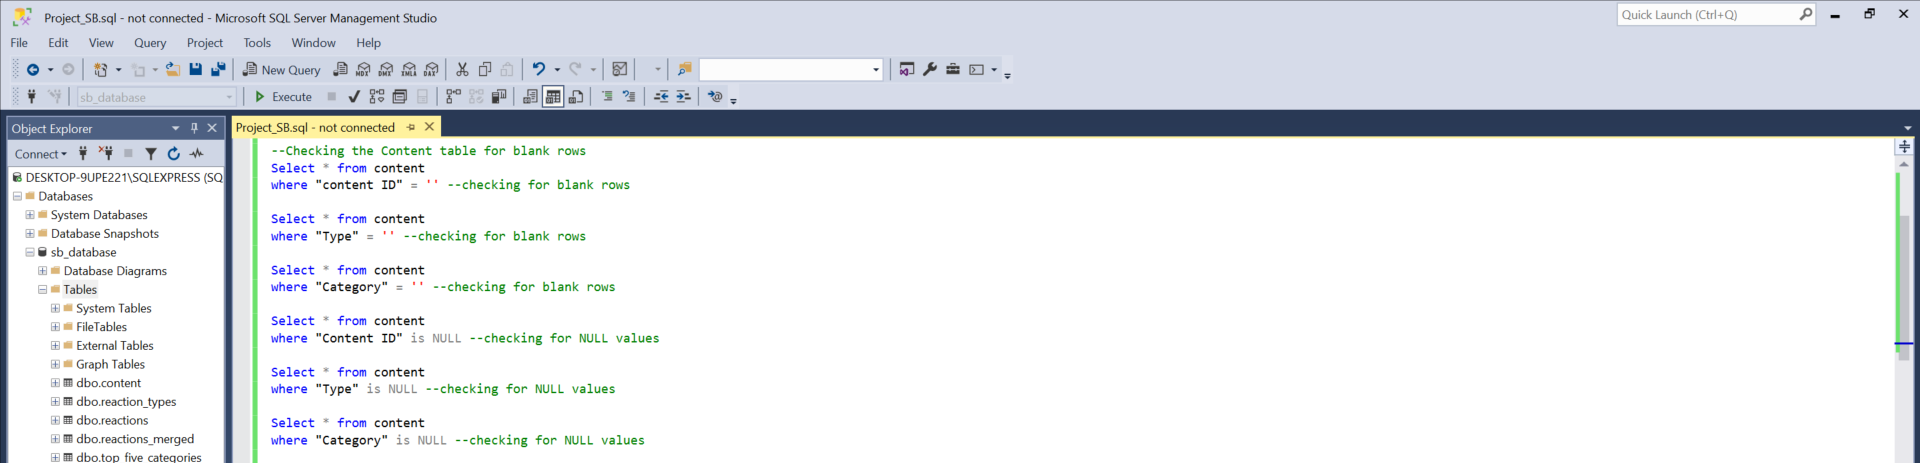 Project_SB.sql - not connected - Microsoft SQL Server Management Studio
Quick Launch (Ctrl+Q)
File Edit View Query Project Tools Window Help
New Query MDX DMX XMLA DAX
sb_database Execute
Object Explorer
Project_SB.sql - not connected
Connect
DESKTOP-9UPE221\SQLEXPRESS (SQ
Databases
System Databases
Database Snapshots
sb_database
Database Diagrams
Tables
System Tables
FileTables
External Tables
Graph Tables
dbo.content
dbo.reaction_types
dbo.reactions
dbo.reactions_merged
dbo.top_five_categories
--Checking the Content table for blank rows
Select * from content
where "content ID" = '' --checking for blank rows
Select * from content
where "Type" = '' --checking for blank rows
Select * from content
where "Category" = '' --checking for blank rows
Select * from content
where "Content ID" is NULL --checking for NULL values
Select * from content
where "Type" is NULL --checking for NULL values
Select * from content
where "Category" is NULL --checking for NULL values